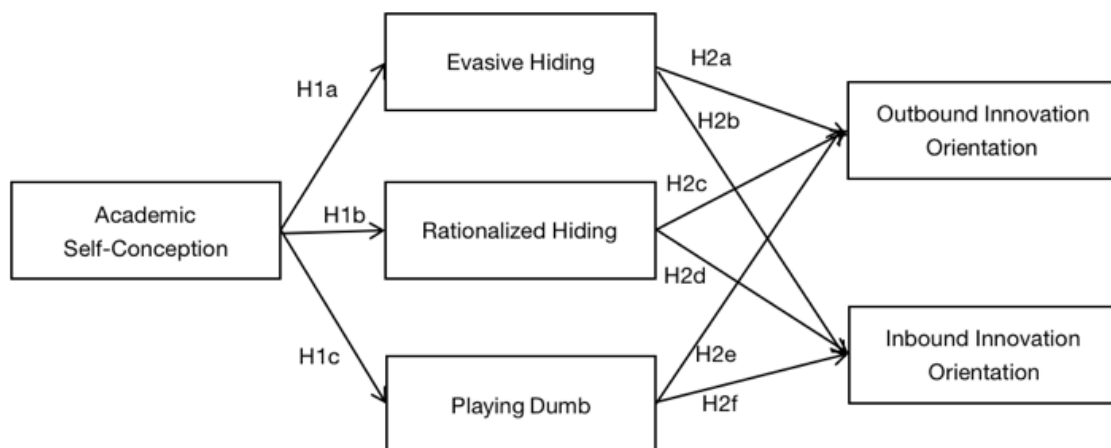 Evasive Hiding
H2a
H1a
H2b
Outbound Innovation
Orientation
H2c
Academic
Self-Conception
H1b
Rationalized Hiding
H2d
Inbound Innovation
Orientation
H1c
H2e
Playing Dumb
H2f